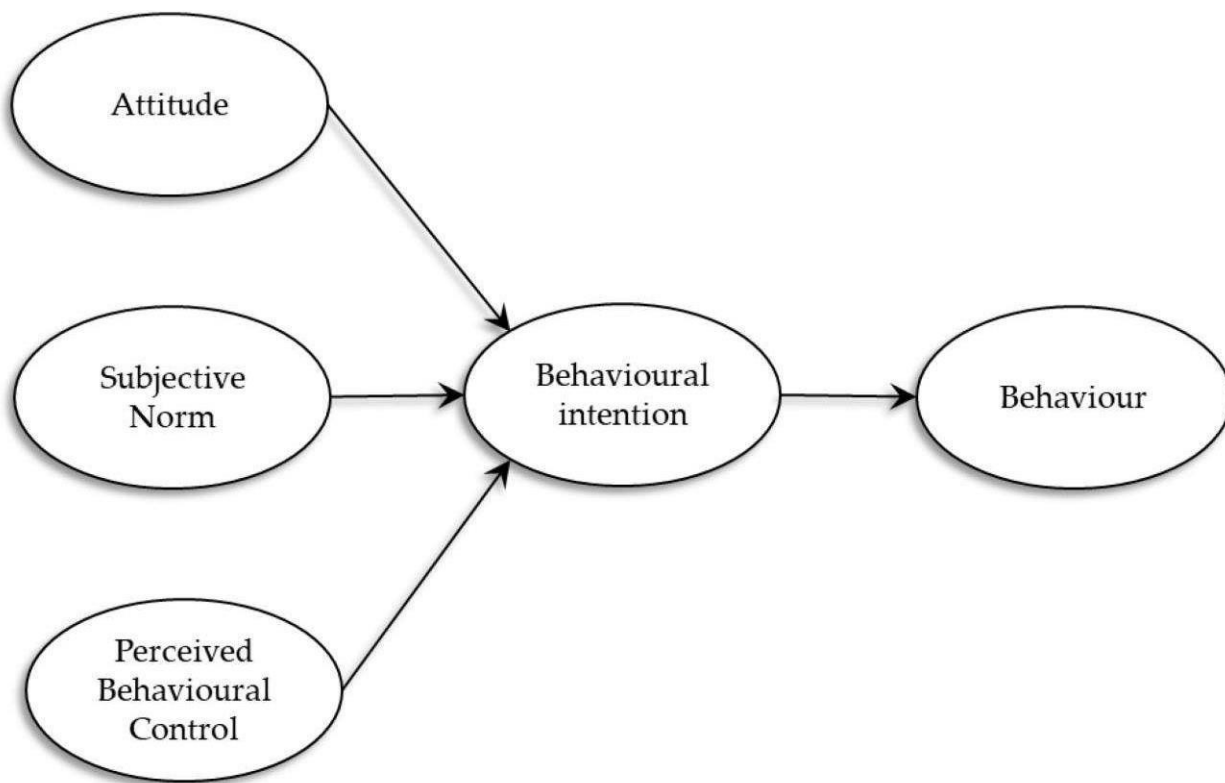 Attitude
Subjective
Norm
Perceived
Behavioural
Control
Behavioural
intention
Behaviour